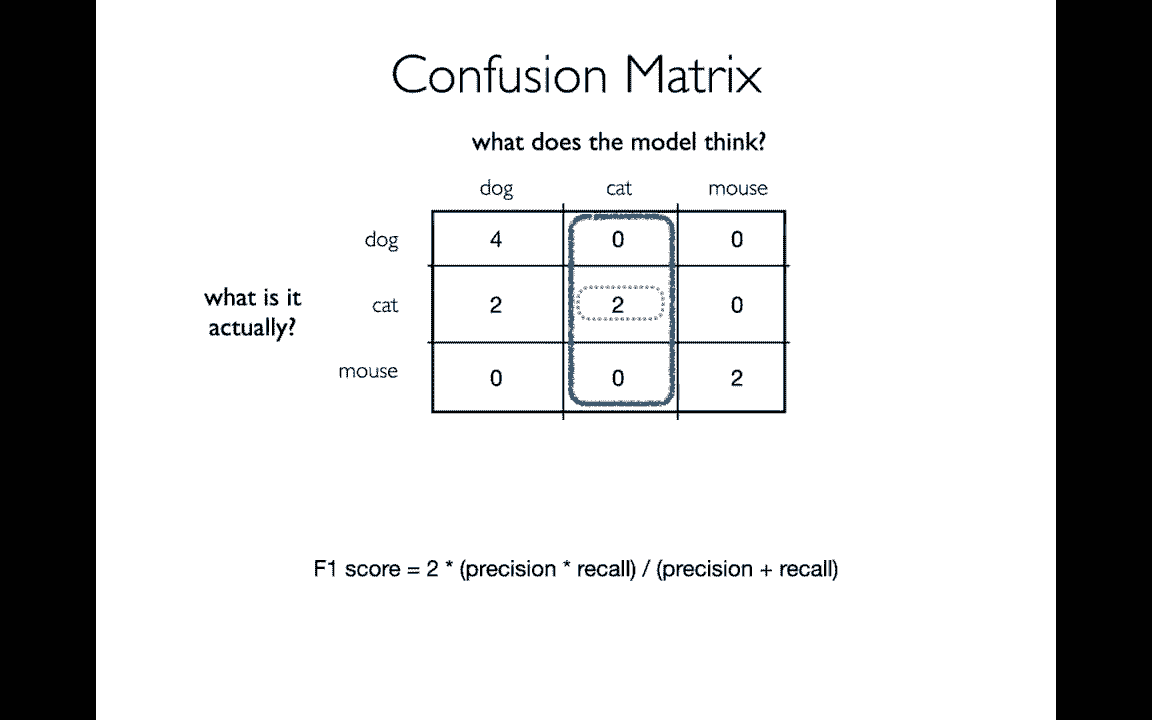 Confusion Matrix
what does the model think?
dog cat mouse
dog 4 0 0
what is it
actually?
cat 2 2 0
mouse 0 0 2
F1 score = 2 * (precision * recall) / (precision + recall)